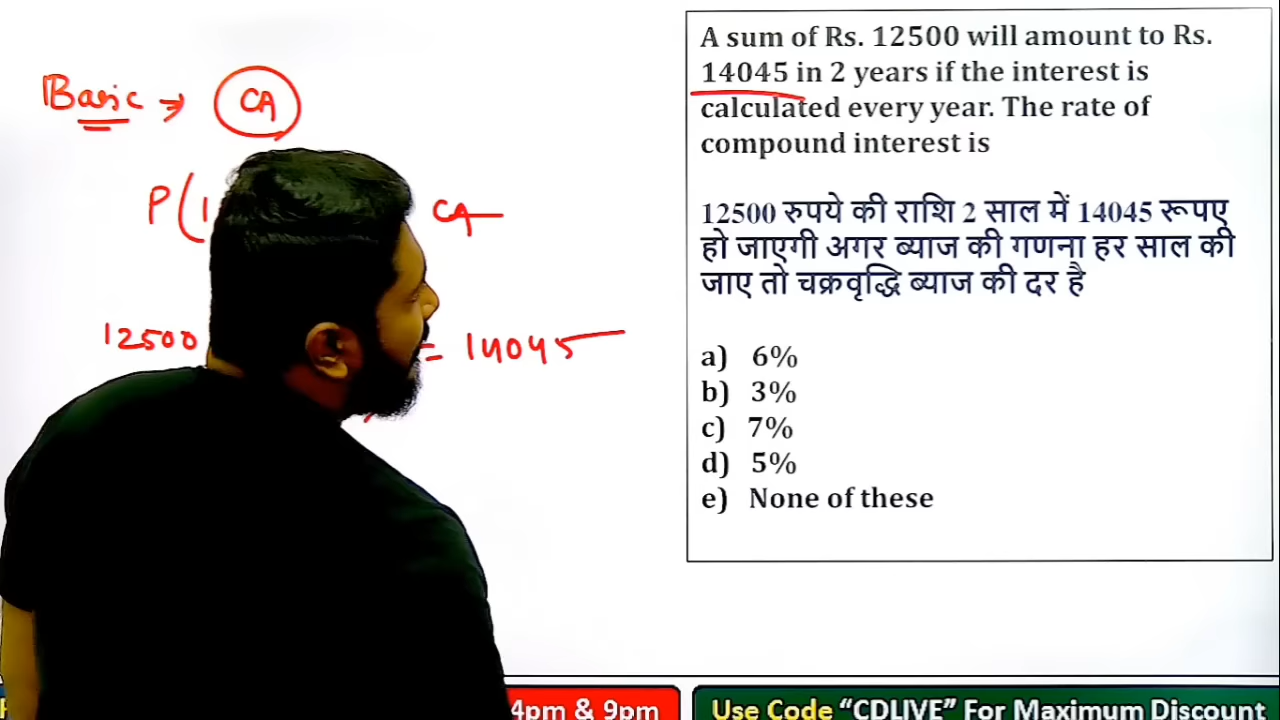 Basic → CA
P(1
CA
12500
= 14045
A sum of Rs. 12500 will amount to Rs.
14045 in 2 years if the interest is
calculated every year. The rate of
compound interest is
12500 रुपये की राशि 2 साल में 14045 रूपए
हो जाएगी अगर ब्याज की गणना हर साल की
जाए तो चक्रवृद्धि ब्याज की दर है
a) 6%
b) 3%
c) 7%
d) 5%
e) None of these
4pm & 9pm
Use Code “CDLIVE” For Maximum Discount